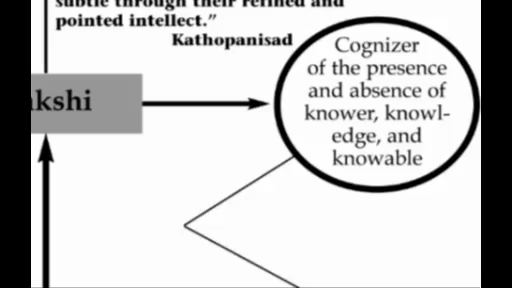 subtle through their refined and
pointed intellect.”
Kathopanisad
kshi
Cognizer
of the presence
and absence of
knower, knowl-
edge, and
knowable